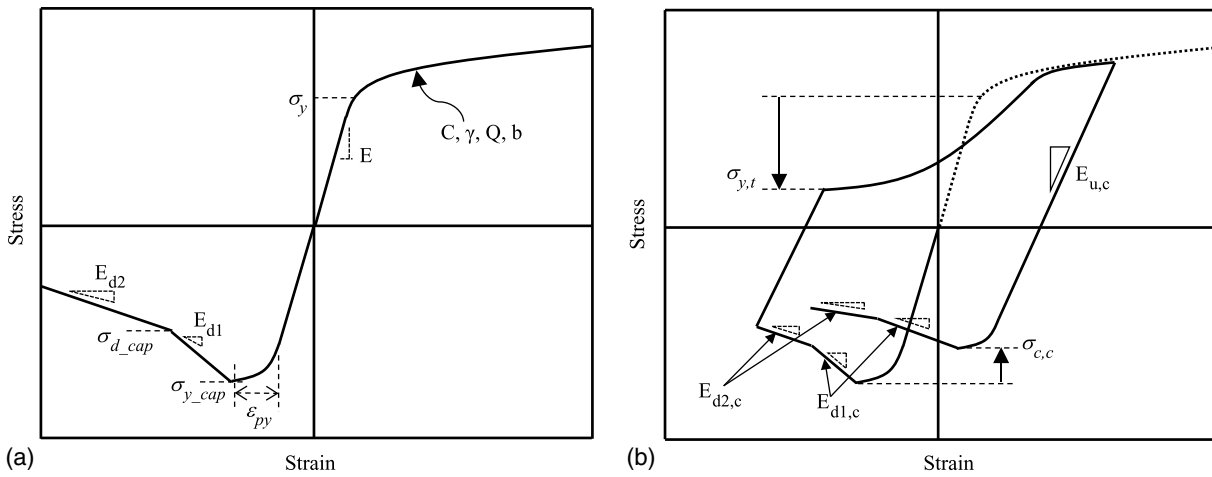 σy
E
C, γ, Q, b
Stress
Ed2
Ed1
σd_cap
σy_cap
εpy
(a)
Strain
σy,t
Eu,c
Stress
σc,c
Ed2,c
Ed1,c
(b)
Strain